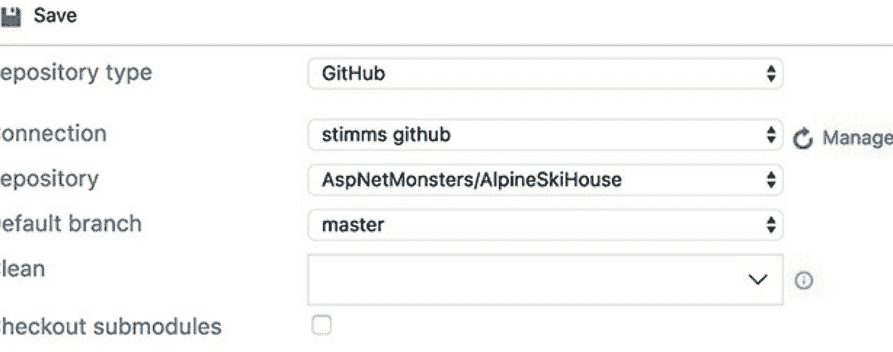 Save
epository type GitHub
onnection stimms github Manage
epository AspNetMonsters/AlpineSkiHouse
efault branch master
lean
heckout submodules